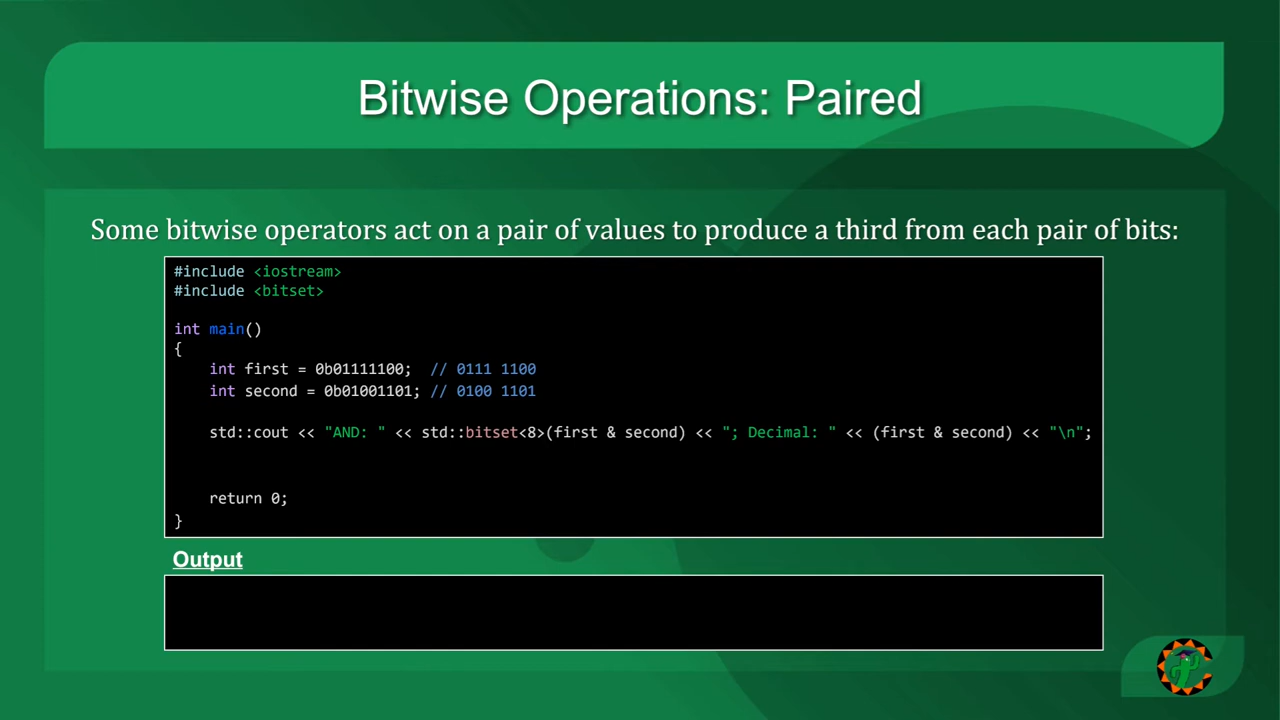 Bitwise Operations: Paired
Some bitwise operators act on a pair of values to produce a third from each pair of bits:
#include <iostream>
#include <bitset>
int main()
{
    int first = 0b01111100;  // 0111 1100
    int second = 0b01001101; // 0100 1101
    std::cout << "AND: " << std::bitset<8>(first & second) << "; Decimal: " << (first & second) << "\n";
    return 0;
}
Output